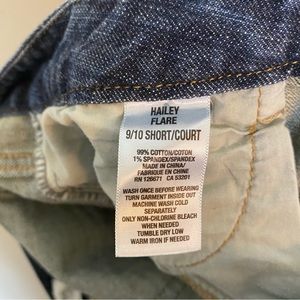 HAILEY
FLARE
9/10 SHORT/COURT
99% COTTON/COTTON
1% SPANDEX/SPANDEX
MADE IN CHINA/
FABRIQUE EN CHINE
RN 126671 CA 53201
WASH ONCE BEFORE WEARING
TURN GARMENT INSIDE OUT
MACHINE WASH COLD
SEPARATELY
ONLY NON-CHLORINE BLEACH
WHEN NEEDED
TUMBLE DRY LOW
WARM IRON IF NEEDED